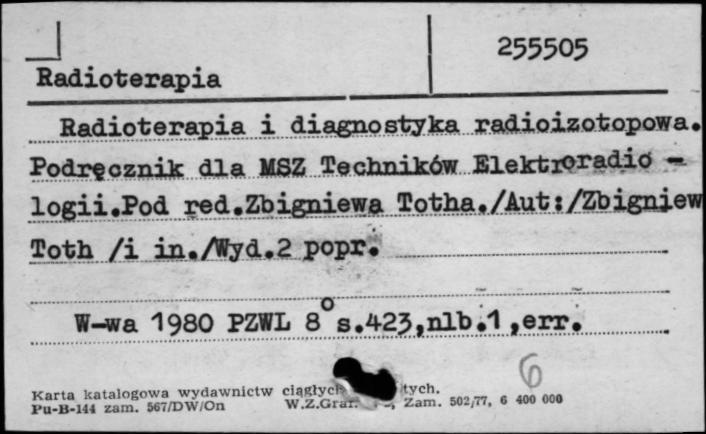 255505
Radioterapia
Radioterapia i diagnostyka radioizotopowa.
Podręcznik dla MSZ Techników Elektroradio -
logii.Pod red.Zbigniewa Totha./Aut:/Zbigniew
Toth /i in./Wyd.2 popr.
W-wa 1980 PZWL 8° s.423,nlb.1,err.
6
Karta katalogowa wydawnictw
Pu-B-144 zam. 567/DW/On W.Z.Graf. Zam. 502/77, 6 400 000